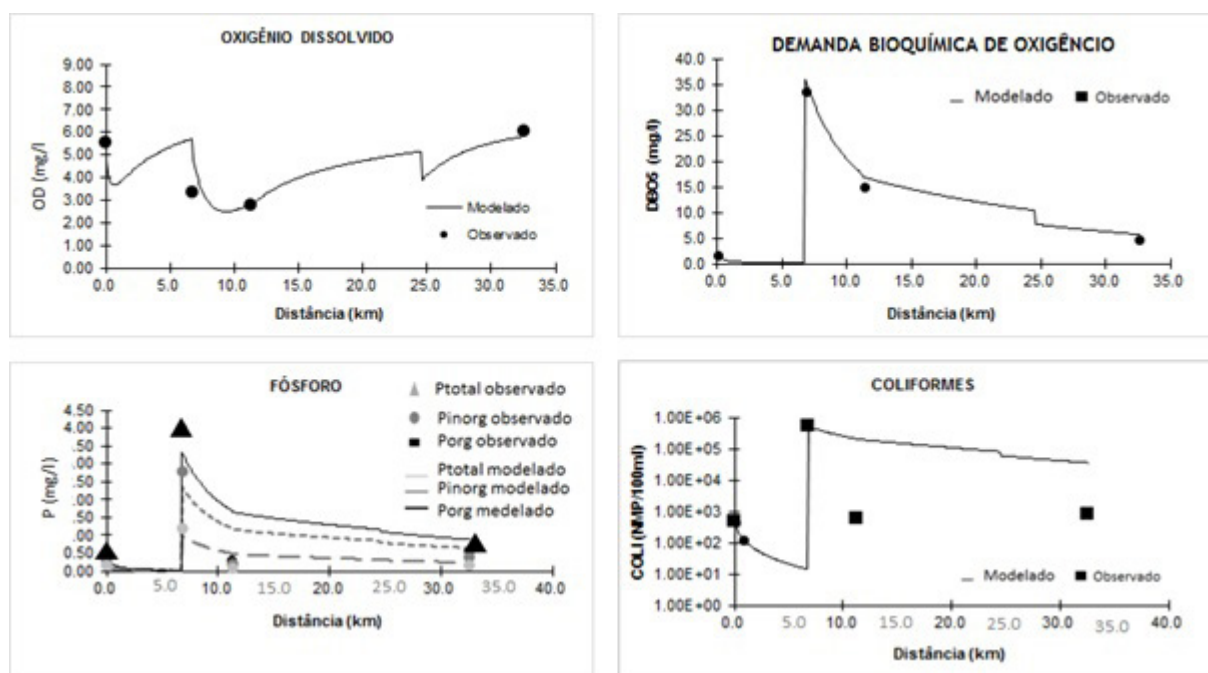 OXIGÊNIO DISSOLVIDO
9.00
8.00
7.00
6.00
5.00
4.00
3.00
2.00
1.00
0.00
OD (mg/l)
Modelado
Observado
0.0 5.0 10.0 15.0 20.0 25.0 30.0 35.0
Distância (km)
DEMANDA BIOQUÍMICA DE OXIGÊNCIO
40.0
35.0
30.0
25.0
20.0
15.0
10.0
5.0
0.0
DBO5 (mg/l)
Modelado Observado
0.0 5.0 10.0 15.0 20.0 25.0 30.0 35.0
Distância (km)
FÓSFORO
4.50
4.00
.50
.00
.50
.00
.50
.00
0.50
0.00
P (mg/l)
Ptotal observado
Pinorg observado
Porg observado
Ptotal modelado
Pinorg modelado
Porg medelado
0.0 5.0 10.0 15.0 20.0 25.0 30.0 35.0 40.0
Distância (km)
COLIFORMES
1.00E+06
1.00E+05
1.00E+04
1.00E+03
1.00E+02
1.00E+01
1.00E+00
COLI (NMP/100ml)
Modelado Observado
0.0 5.0 10.0 15.0 20.0 25.0 30.0 35.0 40.0
Distância (km)